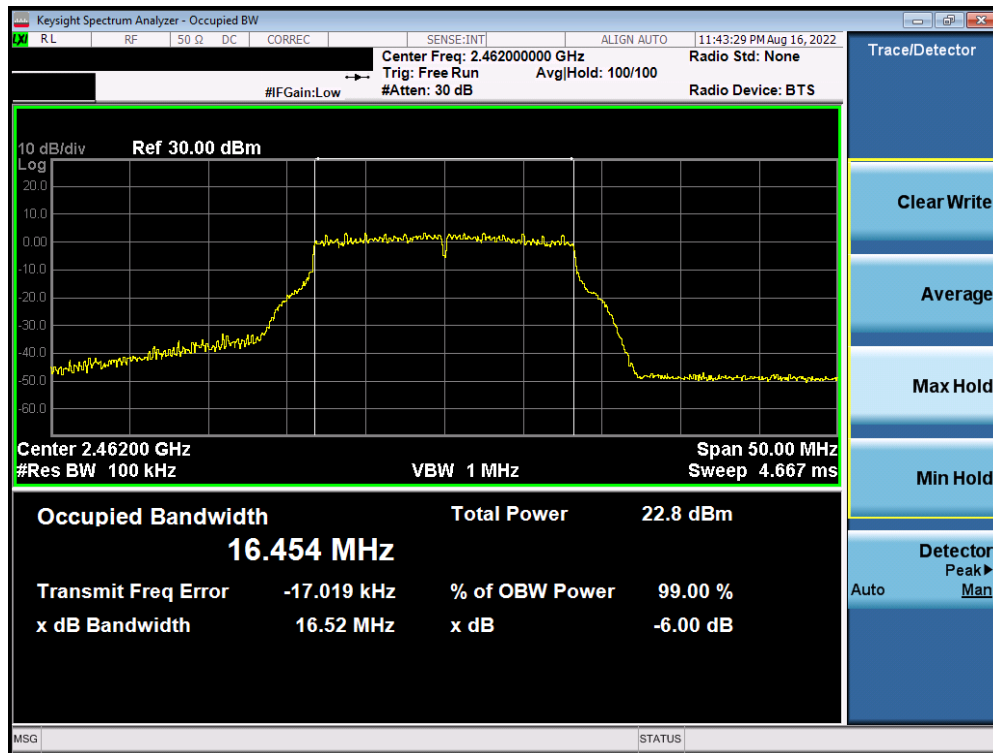 Keysight Spectrum Analyzer - Occupied BW
LXI RL RF 50 Ω DC CORREC SENSE:INT ALIGN AUTO 11:43:29 PM Aug 16, 2022
Center Freq: 2.462000000 GHz Radio Std: None
Trig: Free Run Avg|Hold: 100/100
#IFGain:Low #Atten: 30 dB Radio Device: BTS
10 dB/div Ref 30.00 dBm
Log
20.0
10.0
0.00
-10.0
-20.0
-30.0
-40.0
-50.0
-60.0
Center 2.46200 GHz Span 50.00 MHz
#Res BW 100 kHz VBW 1 MHz Sweep 4.667 ms
Occupied Bandwidth Total Power 22.8 dBm
16.454 MHz
Transmit Freq Error -17.019 kHz % of OBW Power 99.00 %
x dB Bandwidth 16.52 MHz x dB -6.00 dB
Trace/Detector
Clear Write
Average
Max Hold
Min Hold
Detector
Peak▶
Auto Man
MSG STATUS